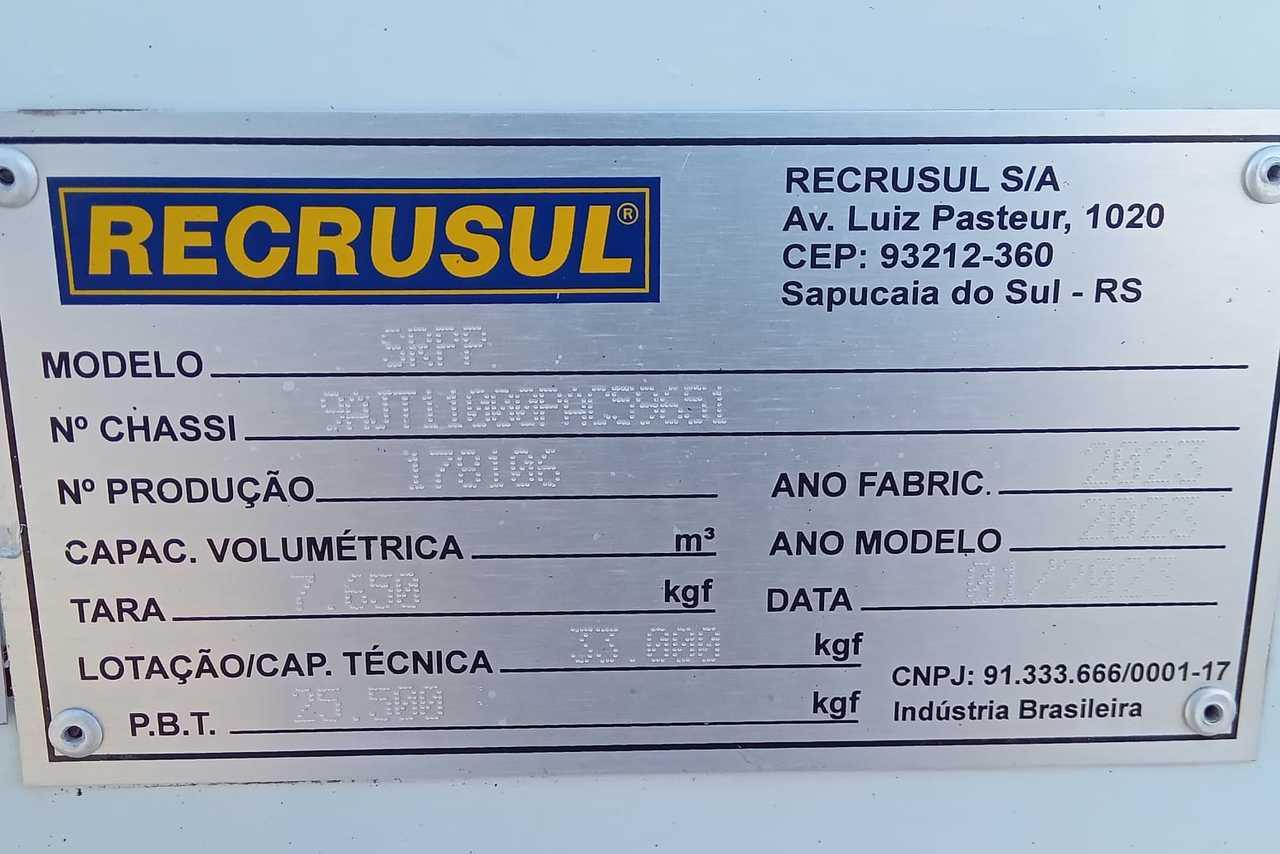 RECRUSUL®
RECRUSUL S/A
Av. Luiz Pasteur, 1020
CEP: 93212-360
Sapucaia do Sul - RS
MODELO SRPP
Nº CHASSI
Nº PRODUÇÃO 178106
ANO FABRIC. 2023
CAPAC. VOLUMÉTRICA m³
ANO MODELO 2023
TARA 7.650 kgf
DATA 01/2023
LOTAÇÃO/CAP. TÉCNICA 33.000 kgf
P.B.T. 25.500 kgf
CNPJ: 91.333.666/0001-17
Indústria Brasileira